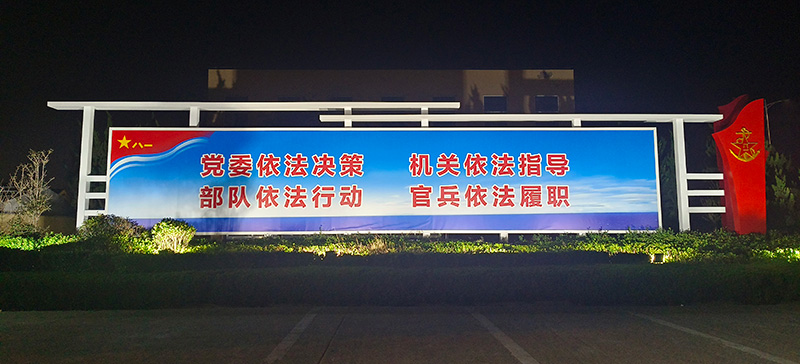 八一
党委依法决策 机关依法指导
部队依法行动 官兵依法履职